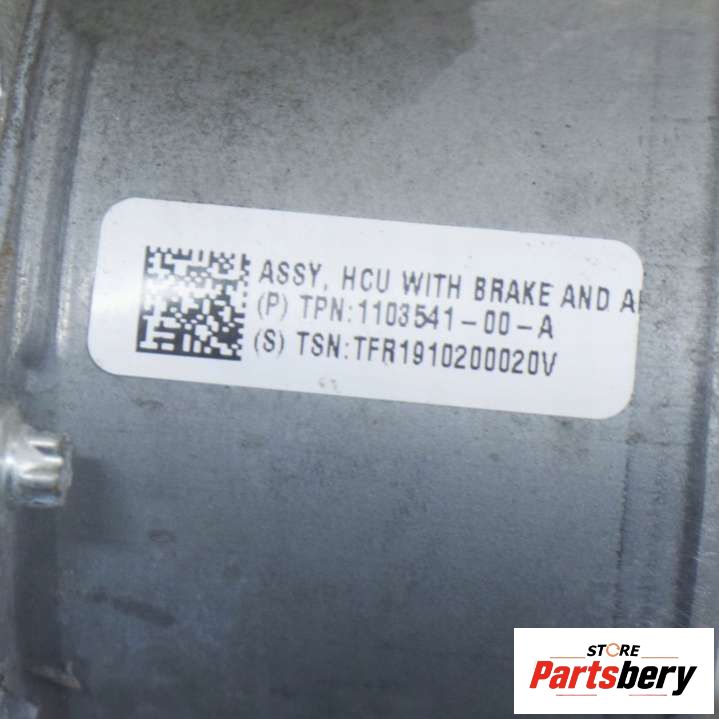 ASSY, HCU WITH BRAKE AND
(P) TPN:1103541-00-A
(S) TSN:TFR1910200020V
STORE
Partsbery